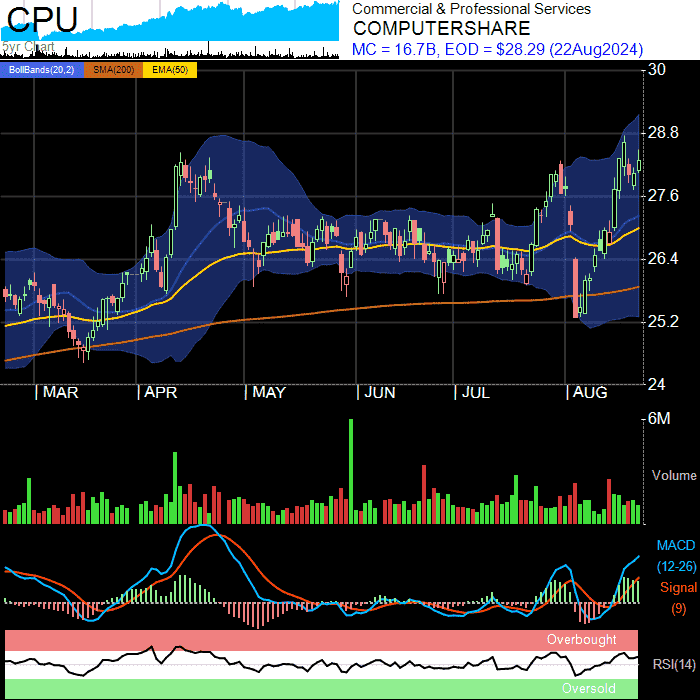 CPU
5yr Chart
Commercial & Professional Services
COMPUTERSHARE
MC = 16.7B, EOD = $28.29 (22Aug2024)
BollBands(20,2) SMA(200) EMA(50)
30
28.8
27.6
26.4
25.2
24
MAR APR MAY JUN JUL AUG
6M
Volume
MACD
(12-26)
Signal
(9)
Overbought
RSI(14)
Oversold